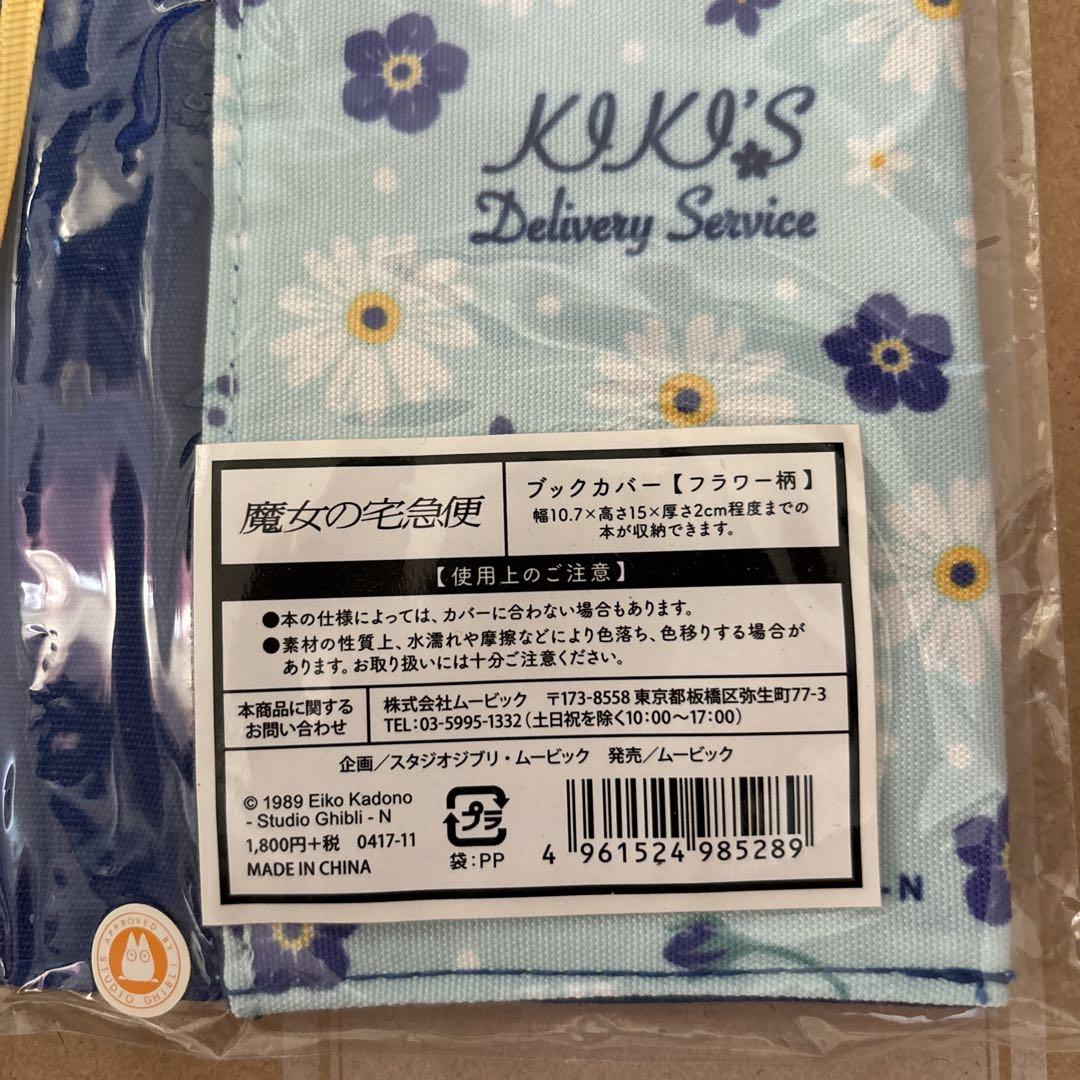 KIKI'S
Delivery Service
魔女の宅急便
ブックカバー【フラワー柄】
幅10.7×高さ15×厚さ2cm程度までの
本が収納できます。
【使用上のご注意】
●本の仕様によっては、カバーに合わない場合もあります。
●素材の性質上、水濡れや摩擦などにより色落ち、色移りする場合が
あります。お取り扱いには十分ご注意ください。
本商品に関する
お問い合わせ
株式会社ムービック 〒173-8558 東京都板橋区弥生町77-3
TEL:03-5995-1332(土日祝を除く10:00〜17:00)
企画/スタジオジブリ・ムービック 発売/ムービック
© 1989 Eiko Kadono
- Studio Ghibli - N
1,800円+税 0417-11
MADE IN CHINA
プラ
袋:PP
4 961524 985289
- N
APPROVED BY STUDIO GHIBLI